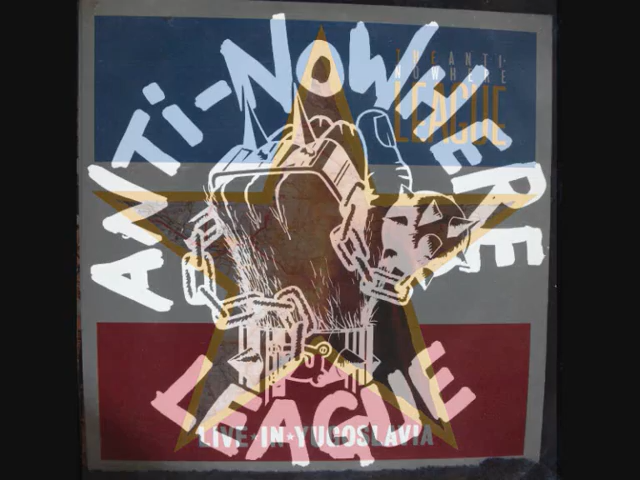 ANTi-NOWHERE
LEAGUE
THE ANTI-
NOWHERE
LEAGUE
LIVE★IN★YUGOSLAVIA